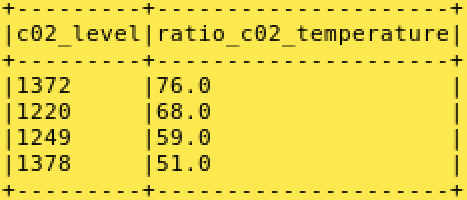 +---------+---------------------+
|c02_level|ratio_c02_temperature|
+---------+---------------------+
|1372     |76.0                 |
|1220     |68.0                 |
|1249     |59.0                 |
|1378     |51.0                 |
+---------+---------------------+